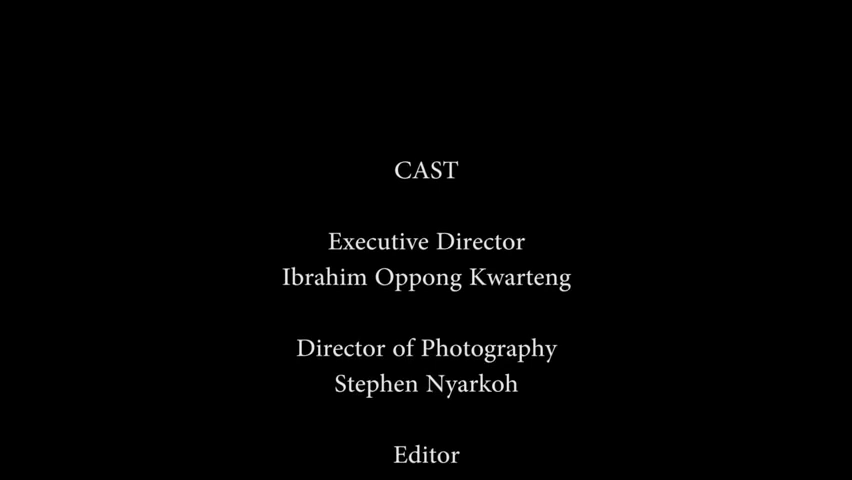 CAST
Executive Director
Ibrahim Oppong Kwarteng
Director of Photography
Stephen Nyarkoh
Editor